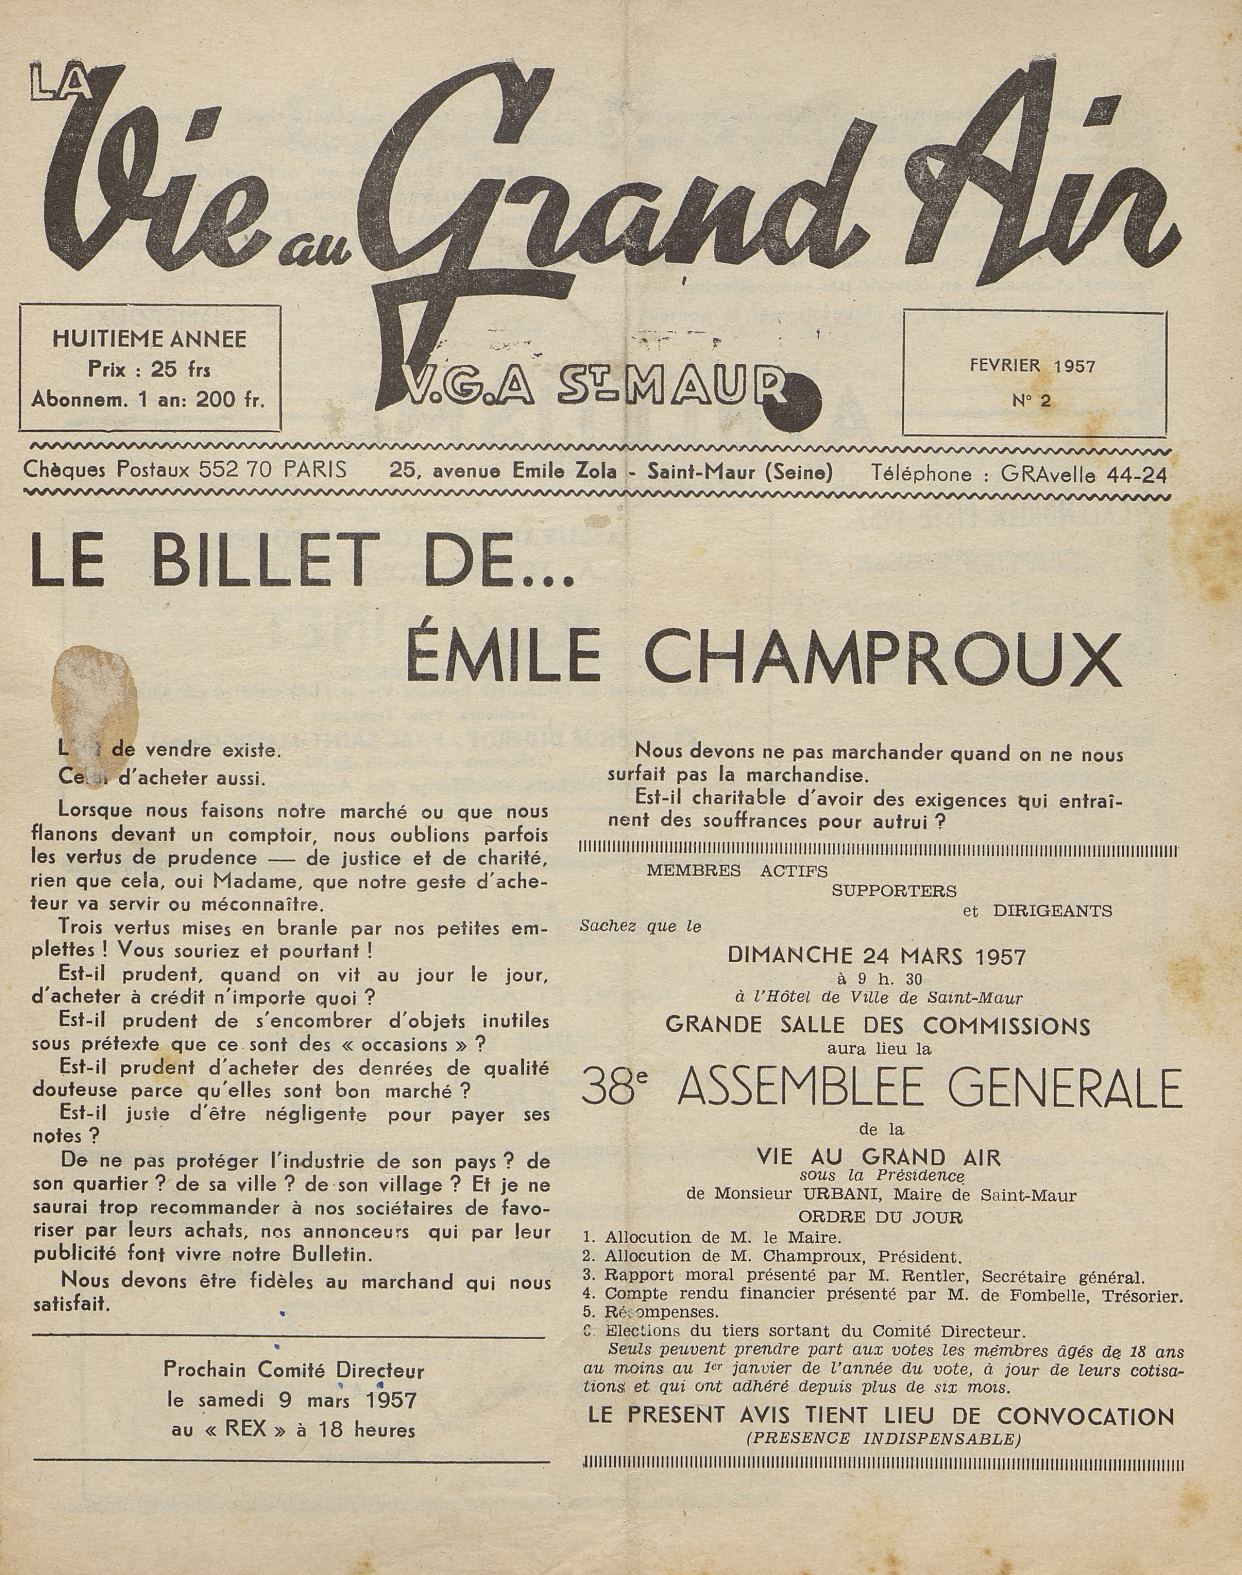 LA
Vie au Grand Air
V.G.A ST-MAUR
HUITIEME ANNEE
Prix : 25 frs
Abonnem. 1 an: 200 fr.
FEVRIER 1957
N° 2
Chèques Postaux 552 70 PARIS 25, avenue Emile Zola - Saint-Maur (Seine) Téléphone : GRAvelle 44-24
LE BILLET DE...
ÉMILE CHAMPROUX
de vendre existe.
Celui d'acheter aussi.
Lorsque nous faisons notre marché ou que nous
flanons devant un comptoir, nous oublions parfois
les vertus de prudence — de justice et de charité,
rien que cela, oui Madame, que notre geste d'ache-
teur va servir ou méconnaître.
Trois vertus mises en branle par nos petites em-
plettes ! Vous souriez et pourtant !
Est-il prudent, quand on vit au jour le jour,
d'acheter à crédit n'importe quoi ?
Est-il prudent de s'encombrer d'objets inutiles
sous prétexte que ce sont des « occasions » ?
Est-il prudent d'acheter des denrées de qualité
douteuse parce qu'elles sont bon marché ?
Est-il juste d'être négligente pour payer ses
notes ?
De ne pas protéger l'industrie de son pays ? de
son quartier ? de sa ville ? de son village ? Et je ne
saurai trop recommander à nos sociétaires de favo-
riser par leurs achats, nos annonceurs qui par leur
publicité font vivre notre Bulletin.
Nous devons être fidèles au marchand qui nous
satisfait.
Prochain Comité Directeur
le samedi 9 mars 1957
au « REX » à 18 heures
Nous devons ne pas marchander quand on ne nous
surfait pas la marchandise.
Est-il charitable d'avoir des exigences qui entraî-
nent des souffrances pour autrui ?
MEMBRES ACTIFS
SUPPORTERS
et DIRIGEANTS
Sachez que le
DIMANCHE 24 MARS 1957
à 9 h. 30
à l'Hôtel de Ville de Saint-Maur
GRANDE SALLE DES COMMISSIONS
aura lieu la
38e ASSEMBLEE GENERALE
de la
VIE AU GRAND AIR
sous la Présidence
de Monsieur URBANI, Maire de Saint-Maur
ORDRE DU JOUR
1. Allocution de M. le Maire.
2. Allocution de M. Champroux, Président.
3. Rapport moral présenté par M. Rentler, Secrétaire général.
4. Compte rendu financier présenté par M. de Fombelle, Trésorier.
5. Récompenses.
6. Elections du tiers sortant du Comité Directeur.
Seuls peuvent prendre part aux votes les membres âgés de 18 ans
au moins au 1er janvier de l'année du vote, à jour de leurs cotisa-
tions et qui ont adhéré depuis plus de six mois.
LE PRESENT AVIS TIENT LIEU DE CONVOCATION
(PRESENCE INDISPENSABLE)